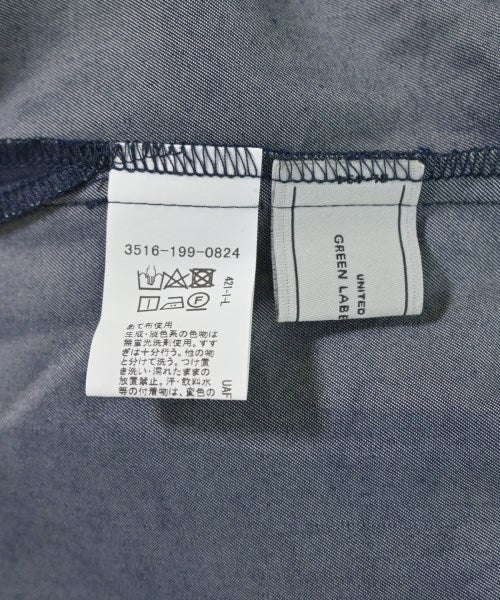 3516-199-0824
421-1-L
あて布使用
生成・淡色系の色物は
無蛍光洗剤使用。すす
ぎは十分行う。他の物
と分けて洗う。つけ置
き洗い・濡れたままの
放置禁止。汗・飲料水
等の付着物は、変色の
UAF
UNITED
GREEN LABE